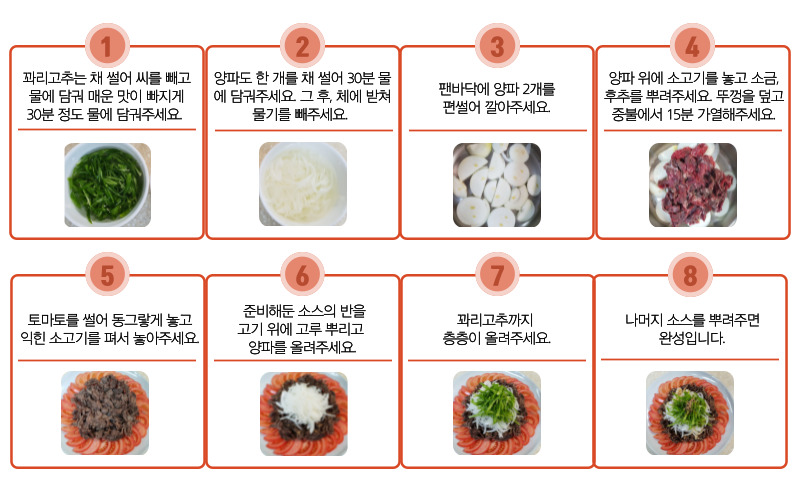 1
꽈리고추는 채 썰어 씨를 빼고
물에 담궈 매운 맛이 빠지게
30분 정도 물에 담궈주세요.
2
양파도 한 개를 채 썰어 30분 물
에 담궈주세요. 그 후, 체에 받쳐
물기를 빼주세요.
3
팬바닥에 양파 2개를
편썰어 깔아주세요.
4
양파 위에 소고기를 놓고 소금,
후추를 뿌려주세요. 뚜껑을 덮고
중불에서 15분 가열해주세요.
5
토마토를 썰어 동그랗게 놓고
익힌 소고기를 펴서 놓아주세요.
6
준비해둔 소스의 반을
고기 위에 고루 뿌리고
양파를 올려주세요.
7
꽈리고추까지
층층이 올려주세요.
8
나머지 소스를 뿌려주면
완성입니다.